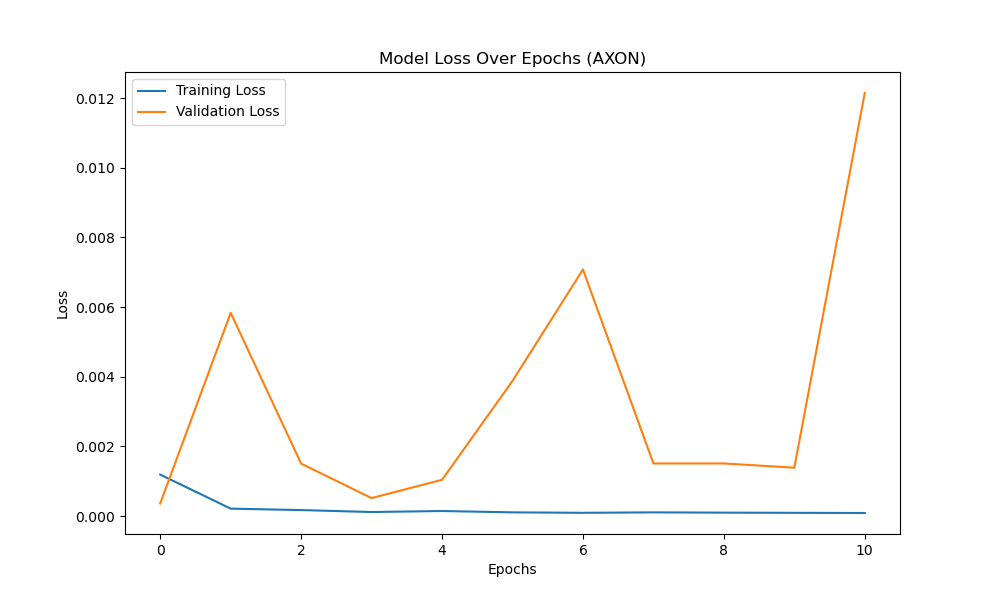 Model Loss Over Epochs (AXON)
Training Loss
Validation Loss
0.012
0.010
0.008
0.006
0.004
0.002
0.000
Loss
0 2 4 6 8 10
Epochs